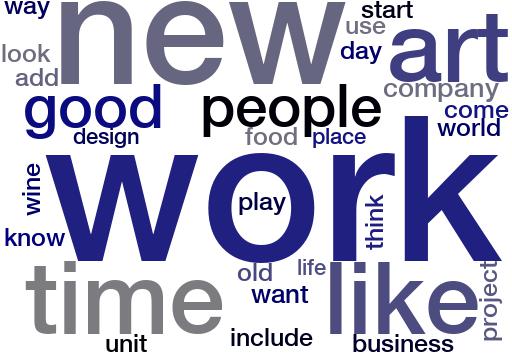 way
new
start
use
art
look
day
add
company
good
people
come
world
design
food
place
work
wine
play
think
know
time
old
life
like
want
project
unit
include
business